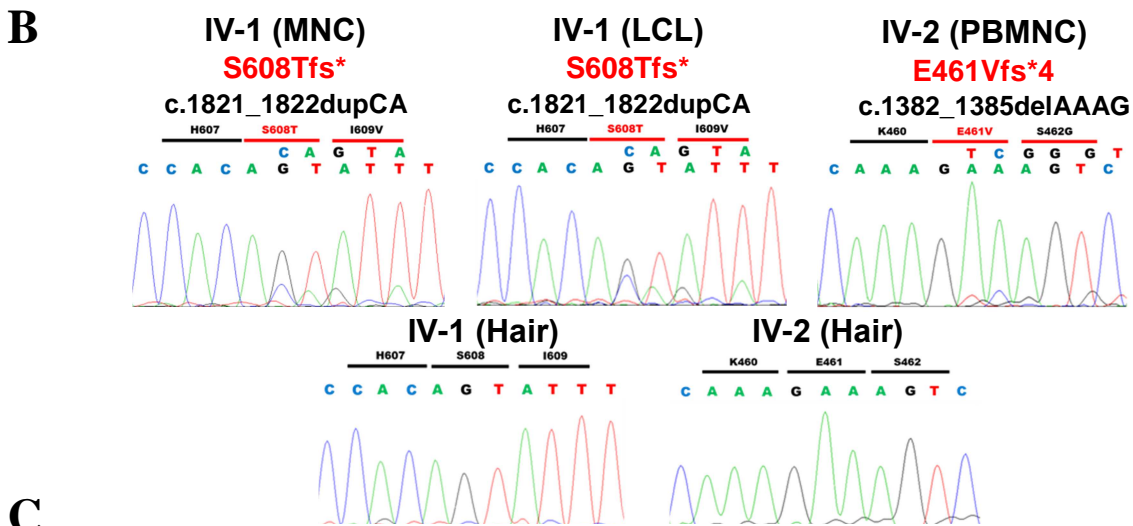 B
IV-1 (MNC)
S608Tfs*
c.1821_1822dupCA
H607 S608T I609V
C A G T A
C C A C A G T A T T T
IV-1 (LCL)
S608Tfs*
c.1821_1822dupCA
H607 S608T I609V
C A G T A
C C A C A G T A T T T
IV-2 (PBMNC)
E461Vfs*4
c.1382_1385delAAAG
K460 E461V S462G
T C G G G T
C A A A G A A A G T C
IV-1 (Hair)
H607 S608 I609
C C A C A G T A T T T
IV-2 (Hair)
K460 E461 S462
C A A A G A A A G T C
C